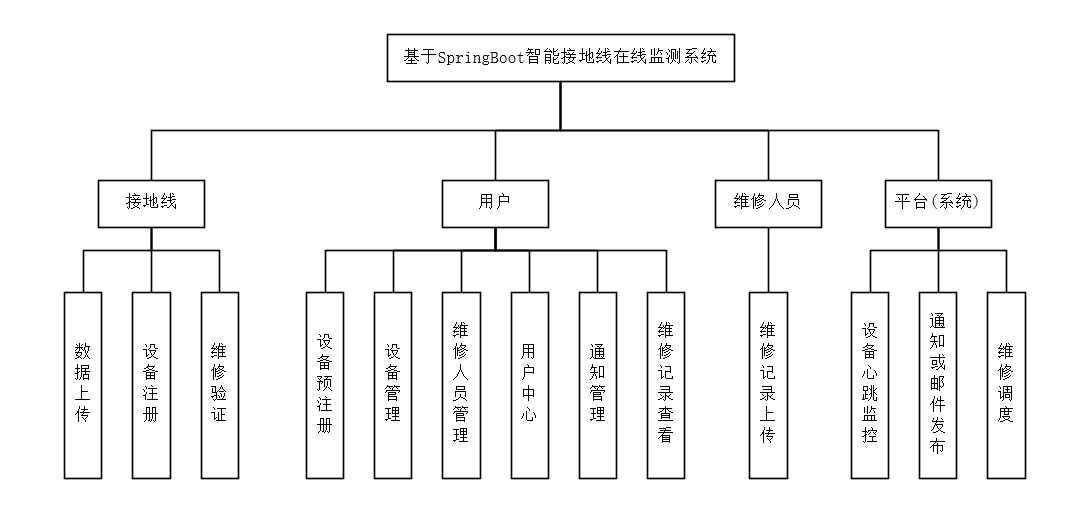 基于SpringBoot智能接地线在线监测系统
接地线
用户
维修人员
平台(系统)
数据上传
设备注册
维修验证
设备预注册
设备管理
维修人员管理
用户中心
通知管理
维修记录查看
维修记录上传
设备心跳监控
通知或邮件发布
维修调度